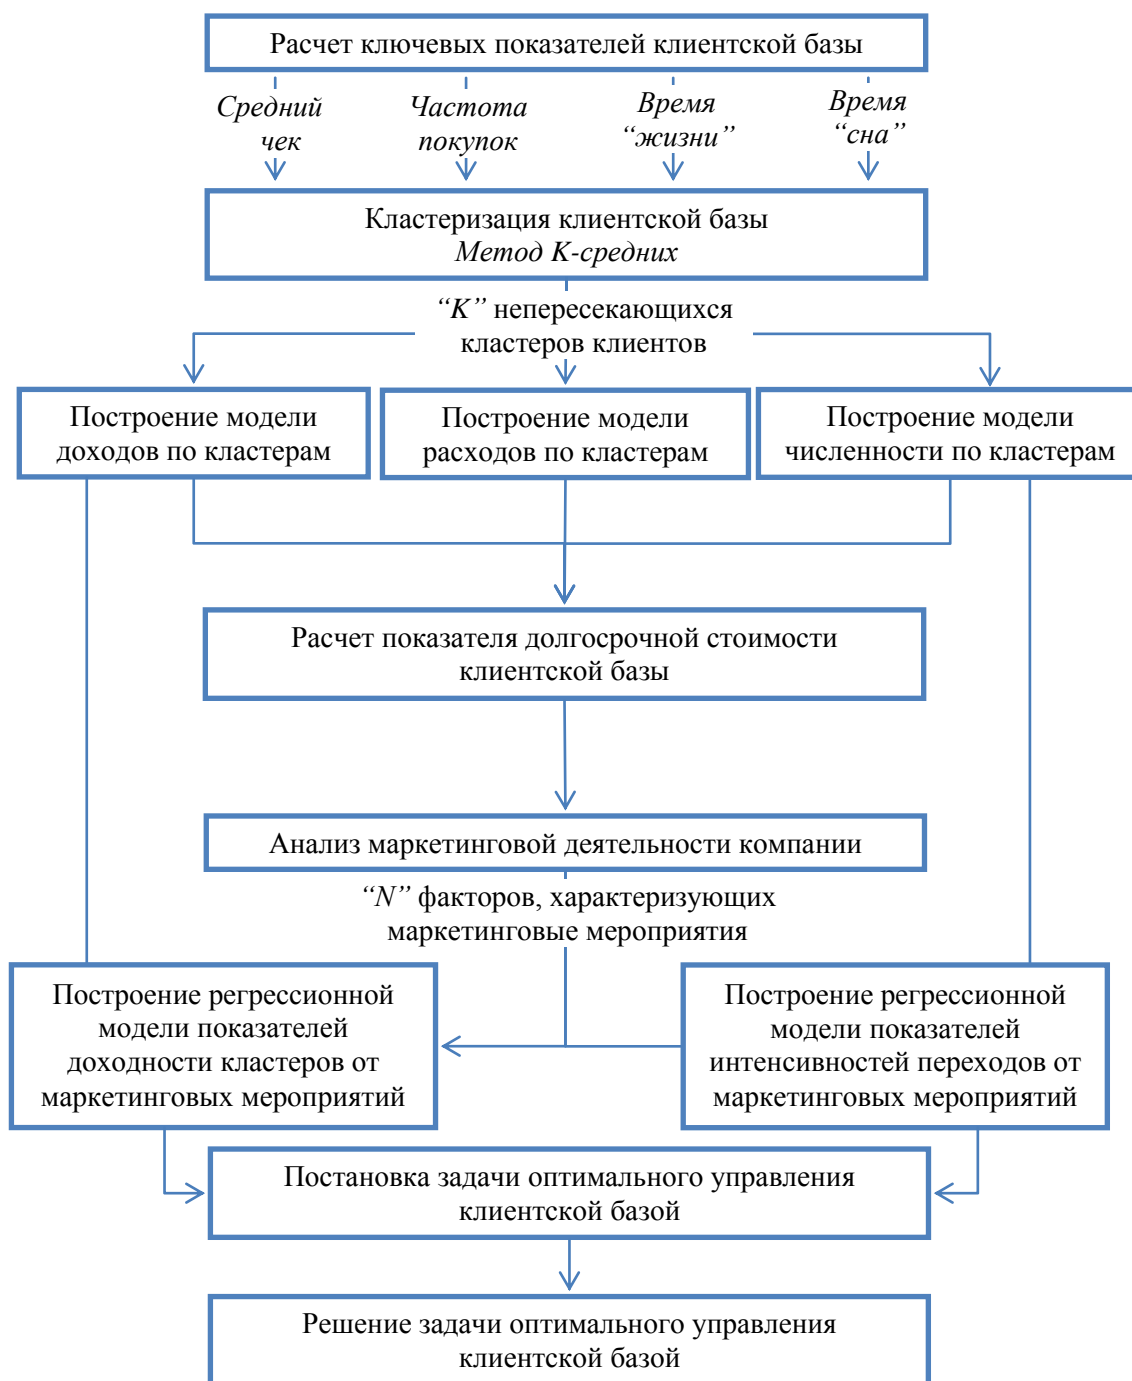 Расчет ключевых показателей клиентской базы
Средний
чек
Частота
покупок
Время
“жизни”
Время
“сна”
Кластеризация клиентской базы
Метод K-средних
“K” непересекающихся
кластеров клиентов
Построение модели
доходов по кластерам
Построение модели
расходов по кластерам
Построение модели
численности по кластерам
Расчет показателя долгосрочной стоимости
клиентской базы
Анализ маркетинговой деятельности компании
“N” факторов, характеризующих
маркетинговые мероприятия
Построение регрессионной
модели показателей
доходности кластеров от
маркетинговых мероприятий
Построение регрессионной
модели показателей
интенсивностей переходов от
маркетинговых мероприятий
Постановка задачи оптимального управления
клиентской базой
Решение задачи оптимального управления
клиентской базой